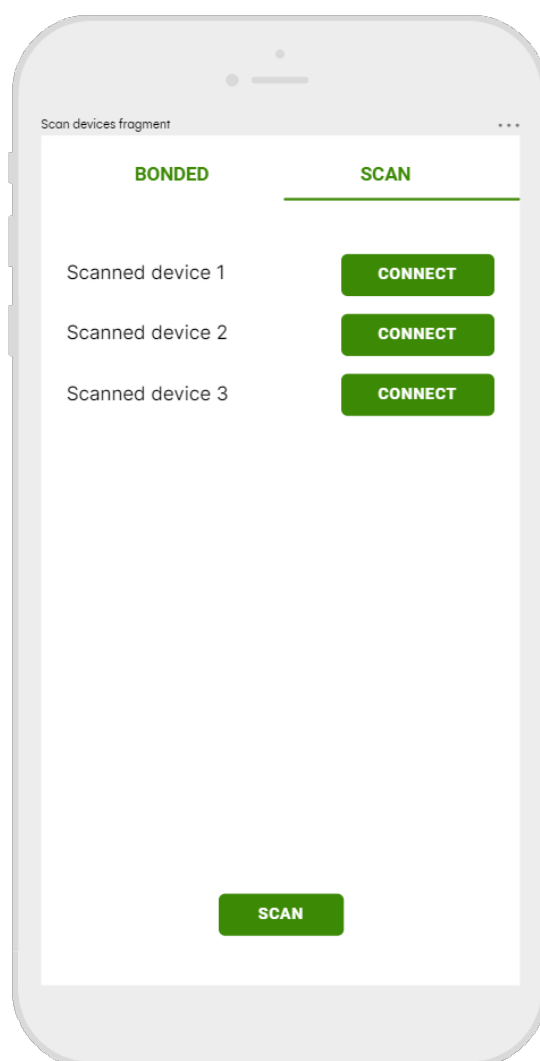 Scan devices fragment
BONDED SCAN
Scanned device 1 CONNECT
Scanned device 2 CONNECT
Scanned device 3 CONNECT
SCAN